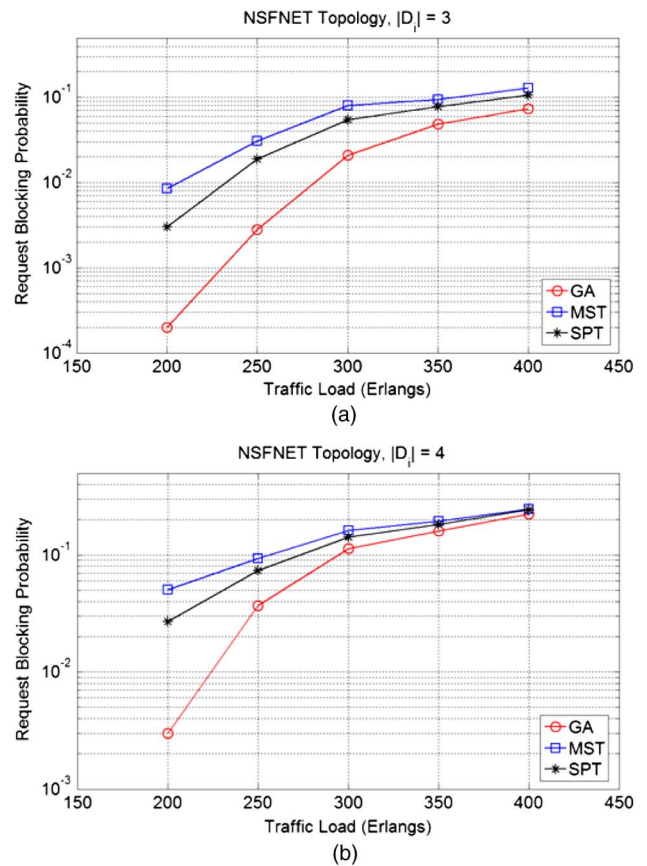 NSFNET Topology, |D_i| = 3
Request Blocking Probability
10^-1
10^-2
10^-3
10^-4
GA
MST
SPT
150 200 250 300 350 400 450
Traffic Load (Erlangs)
(a)
NSFNET Topology, |D_i| = 4
Request Blocking Probability
10^-1
10^-2
10^-3
GA
MST
SPT
150 200 250 300 350 400 450
Traffic Load (Erlangs)
(b)